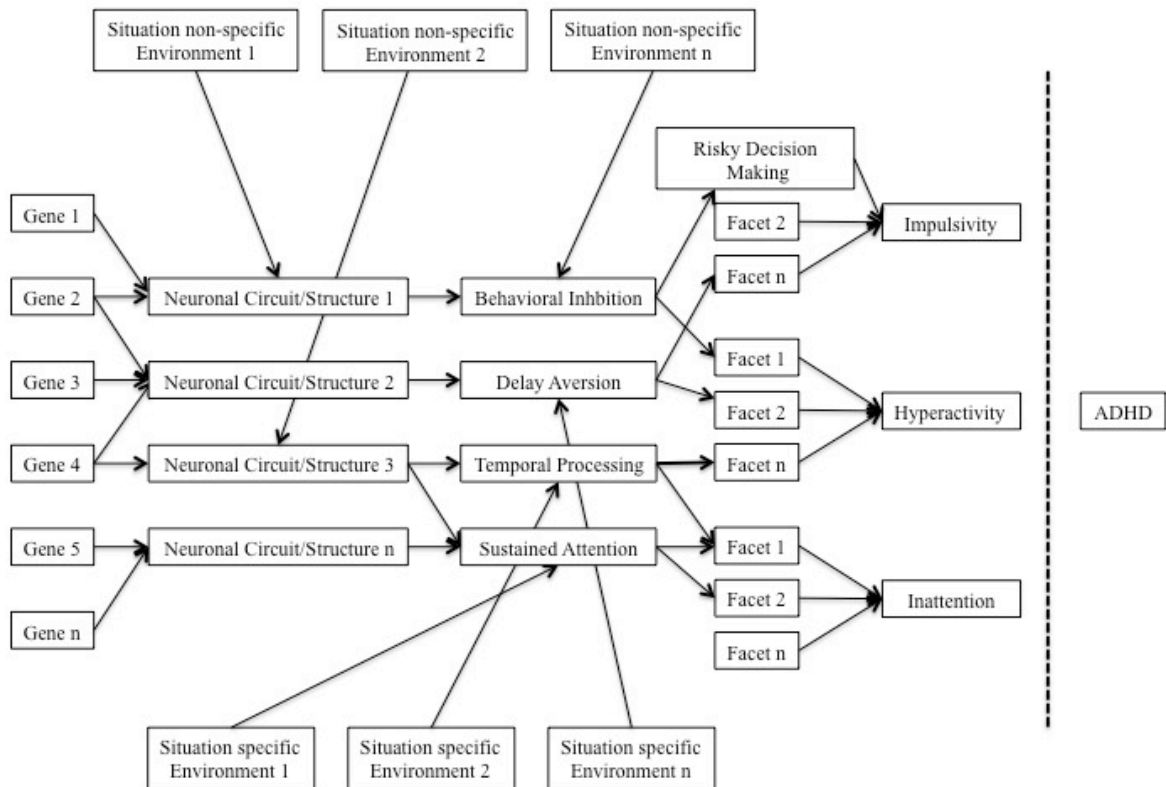 Situation non-specific
Environment 1
Situation non-specific
Environment 2
Situation non-specific
Environment n
Risky Decision
Making
Gene 1
Facet 2
Impulsivity
Facet n
Gene 2
Neuronal Circuit/Structure 1
Behavioral Inhbition
Facet 1
Gene 3
Neuronal Circuit/Structure 2
Delay Aversion
Facet 2
Hyperactivity
ADHD
Gene 4
Neuronal Circuit/Structure 3
Temporal Processing
Facet n
Gene 5
Neuronal Circuit/Structure n
Sustained Attention
Facet 1
Facet 2
Inattention
Gene n
Facet n
Situation specific
Environment 1
Situation specific
Environment 2
Situation specific
Environment n